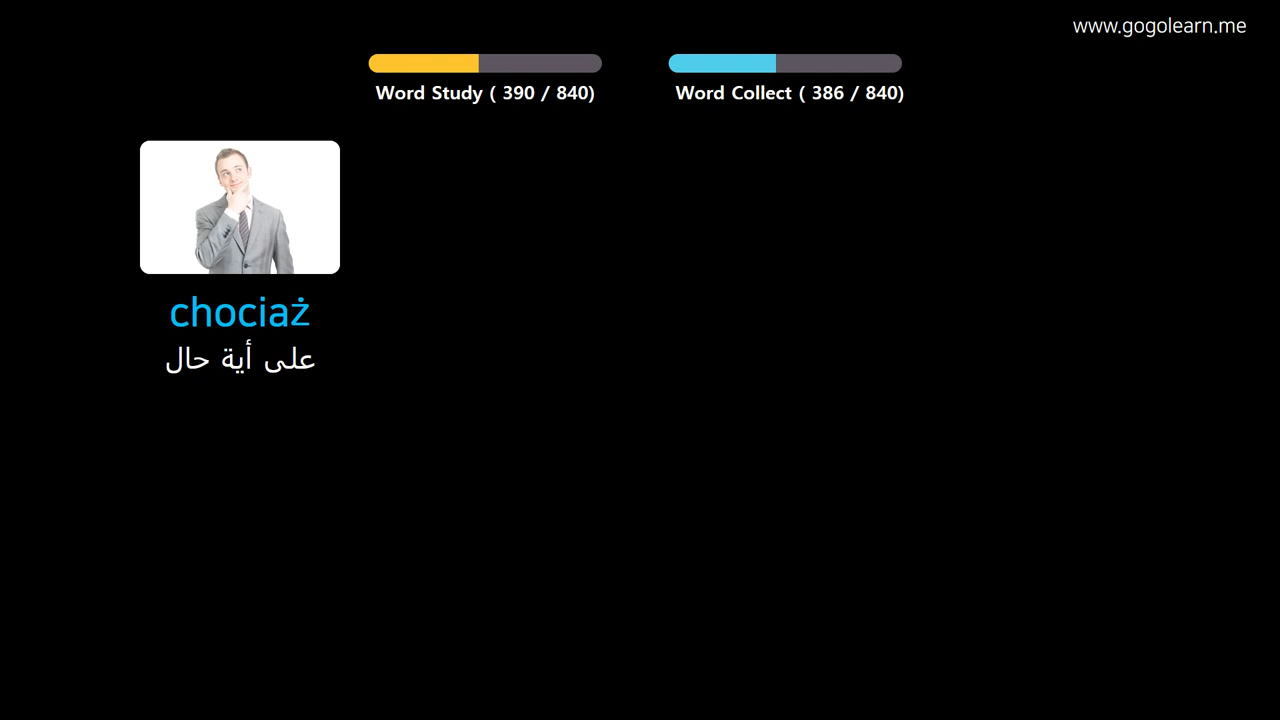 www.gogolearn.me
Word Study ( 390 / 840)
Word Collect ( 386 / 840)
chociaż
على أية حال